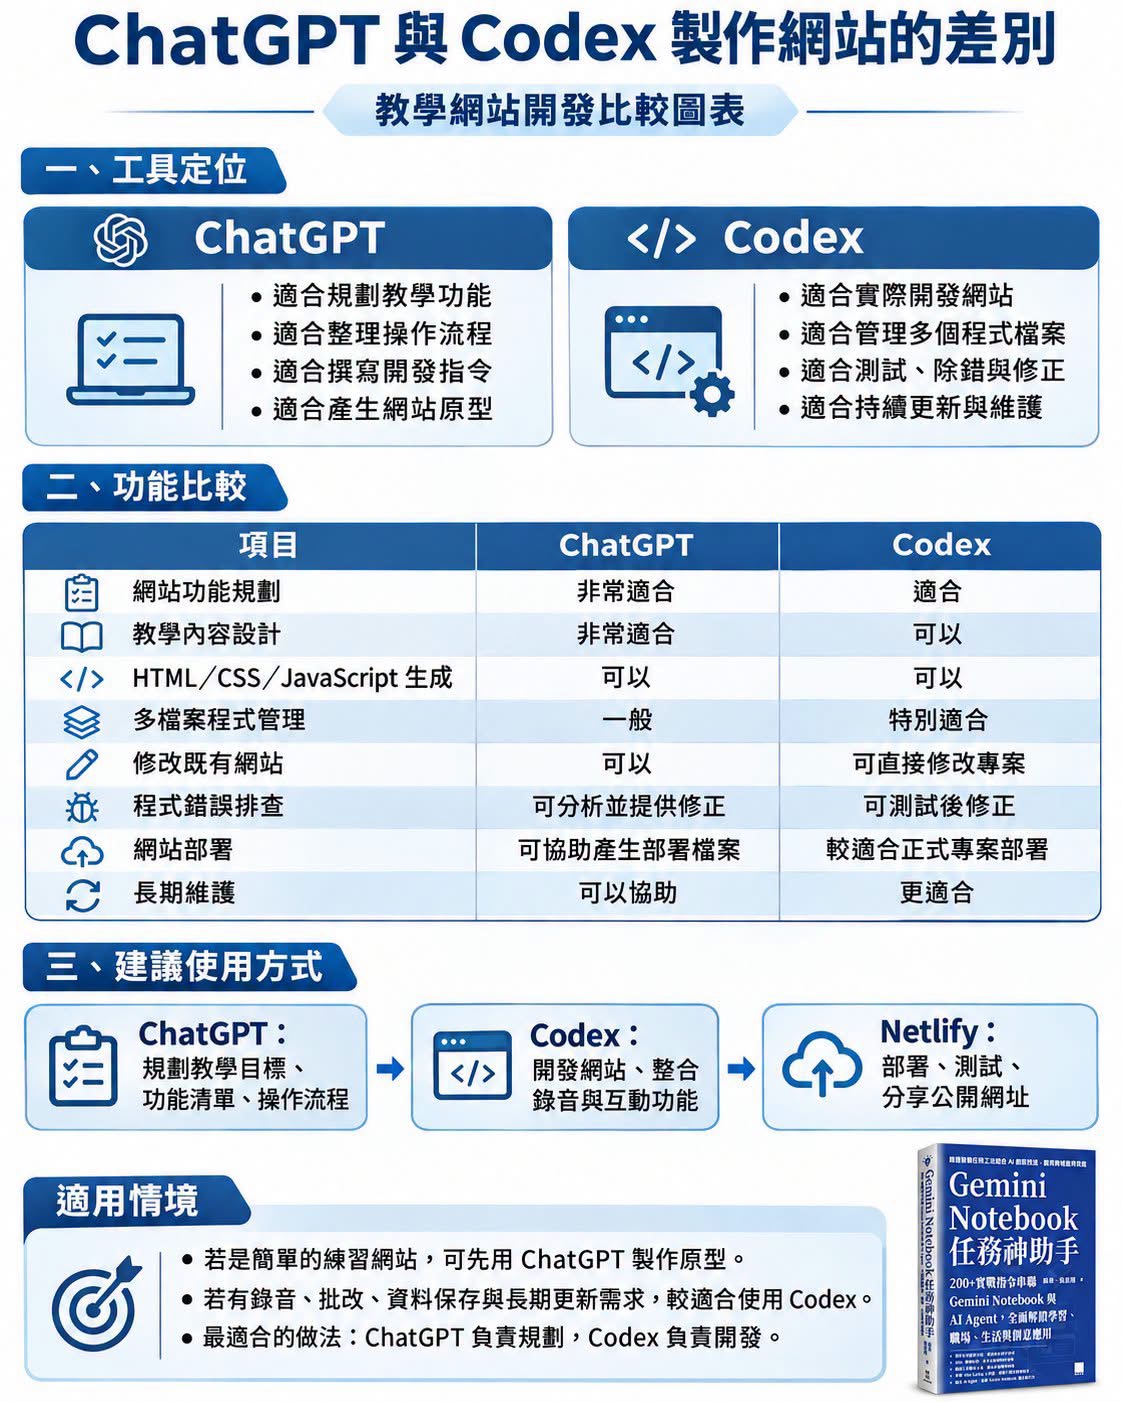 ChatGPT 與 Codex 製作網站的差別
教學網站開發比較圖表
一、工具定位
ChatGPT
• 適合規劃教學功能
• 適合整理操作流程
• 適合撰寫開發指令
• 適合產生網站原型
</> Codex
</>
• 適合實際開發網站
• 適合管理多個程式檔案
• 適合測試、除錯與修正
• 適合持續更新與維護
二、功能比較
項目 ChatGPT Codex
網站功能規劃 非常適合 適合
教學內容設計 非常適合 可以
</> HTML／CSS／JavaScript 生成 可以 可以
多檔案程式管理 一般 特別適合
修改既有網站 可以 可直接修改專案
程式錯誤排查 可分析並提供修正 可測試後修正
網站部署 可協助產生部署檔案 較適合正式專案部署
長期維護 可以協助 更適合
三、建議使用方式
ChatGPT：
規劃教學目標、
功能清單、操作流程
</>
Codex：
開發網站、整合
錄音與互動功能
Netlify：
部署、測試、
分享公開網址
適用情境
• 若是簡單的練習網站，可先用 ChatGPT 製作原型。
• 若有錄音、批改、資料保存與長期更新需求，較適合使用 Codex。
• 最適合的做法：ChatGPT 負責規劃，Codex 負責開發。
Gemini Notebook 任務神助手
Gemini
Notebook
任務神助手
200+實戰指令串聯
Gemini Notebook 與
AI Agent，全面解鎖學習、
職場、生活與創意應用